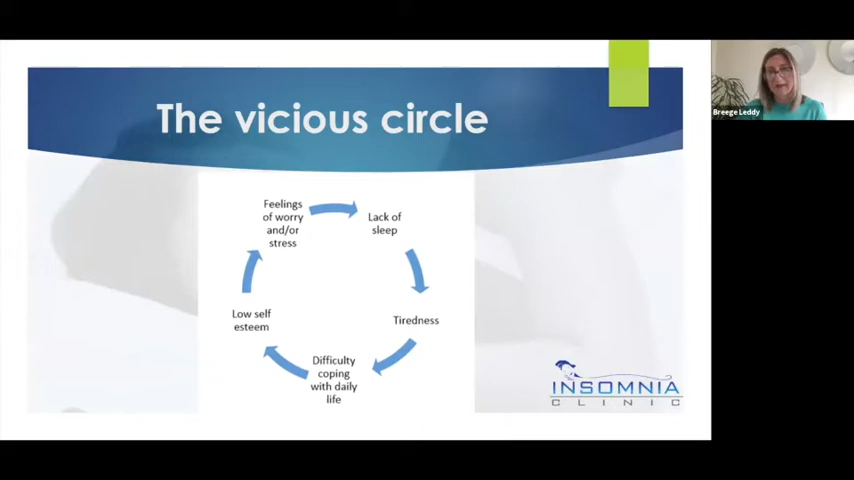 The vicious circle
Breege Leddy
Feelings
of worry
and/or
stress
Lack of
sleep
Tiredness
Difficulty
coping
with daily
life
Low self
esteem
INSOMNIA
CLINIC